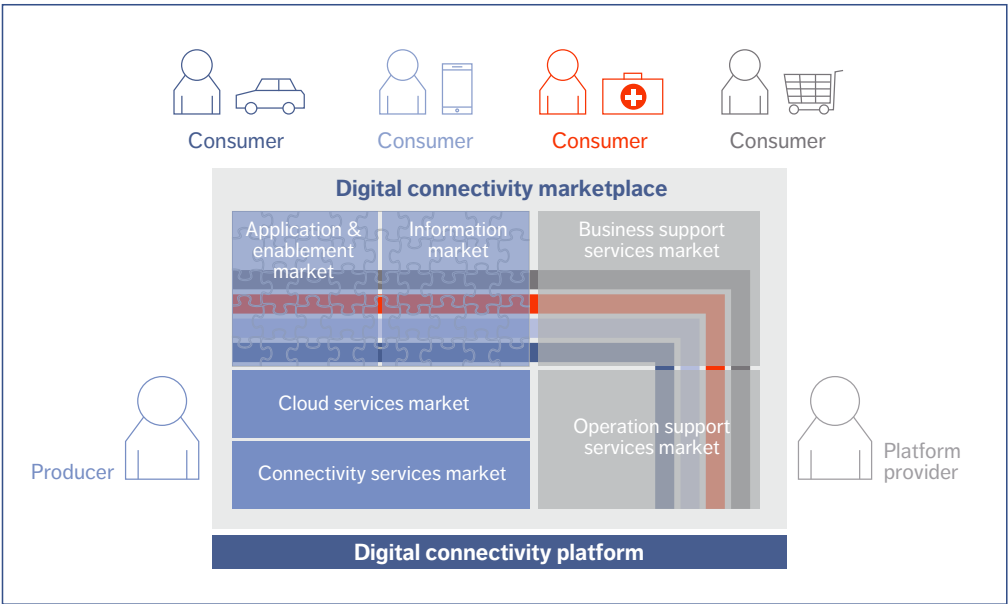 Consumer
Consumer
Consumer
Consumer
Digital connectivity marketplace
Application &
enablement
market
Information
market
Business support
services market
Cloud services market
Connectivity services market
Operation support
services market
Producer
Platform
provider
Digital connectivity platform